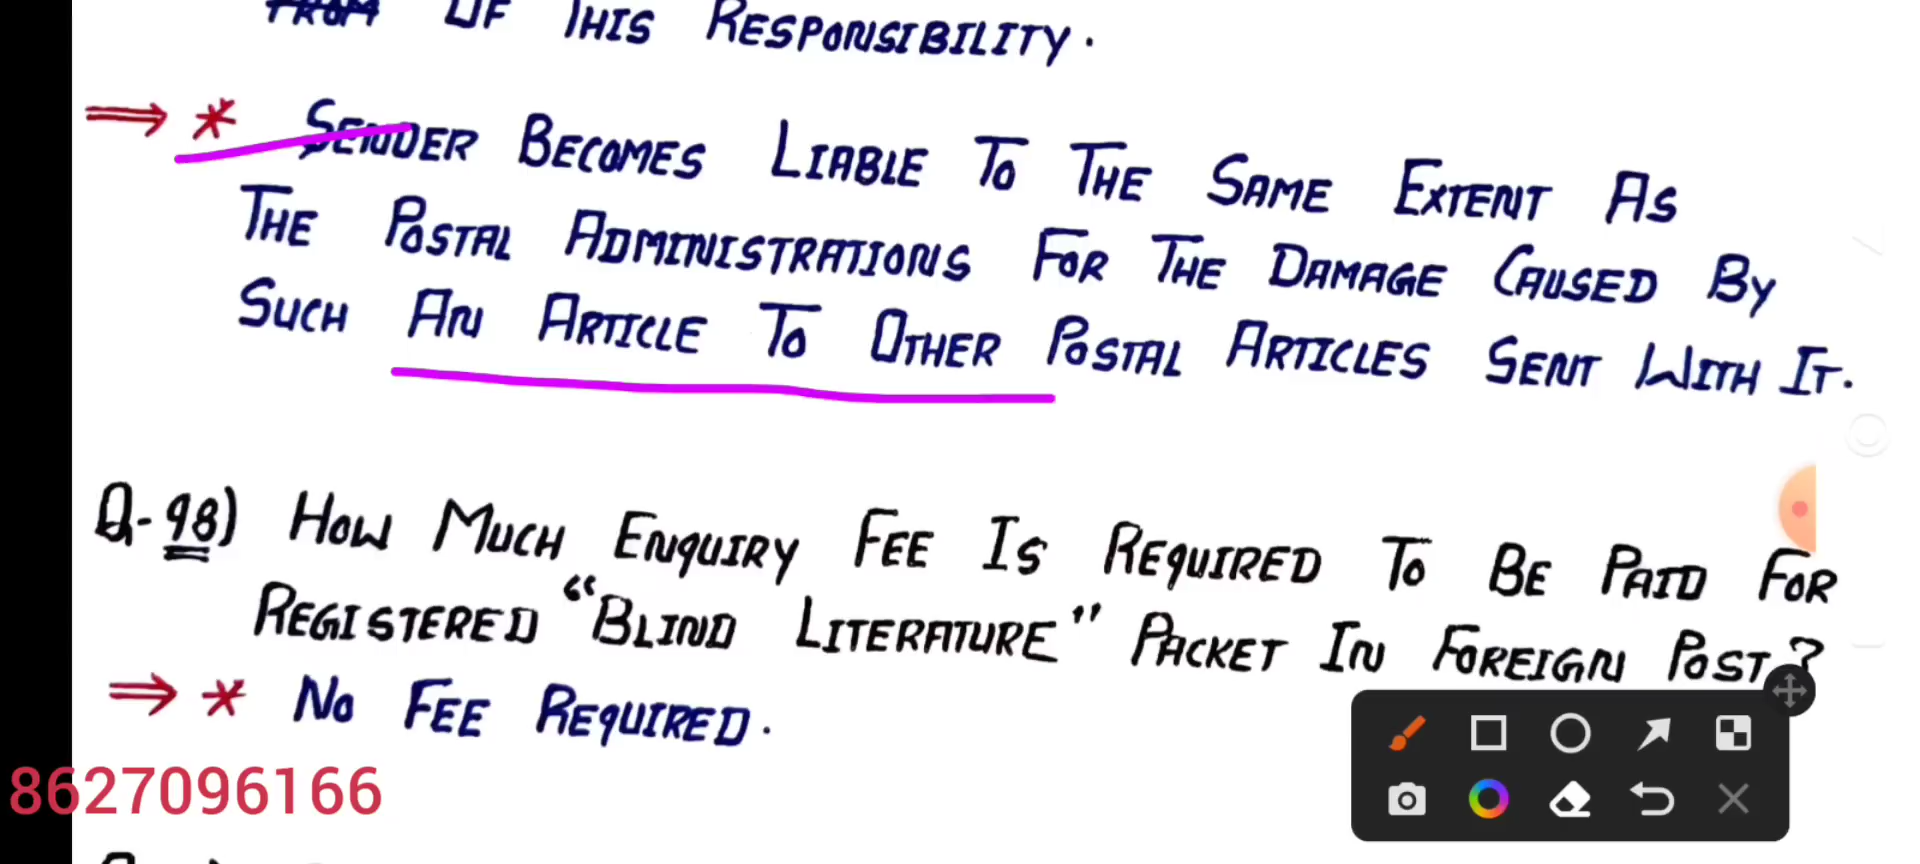 FROM OF THIS RESPONSIBILITY.
⇒ * SENDER BECOMES LIABLE TO THE SAME EXTENT AS
THE POSTAL ADMINISTRATIONS FOR THE DAMAGE CAUSED BY
SUCH AN ARTICLE TO OTHER POSTAL ARTICLES SENT WITH IT.
Q-98) HOW MUCH ENQUIRY FEE IS REQUIRED TO BE PAID FOR
REGISTERED "BLIND LITERATURE" PACKET IN FOREIGN POST?
⇒ * NO FEE REQUIRED.
8627096166